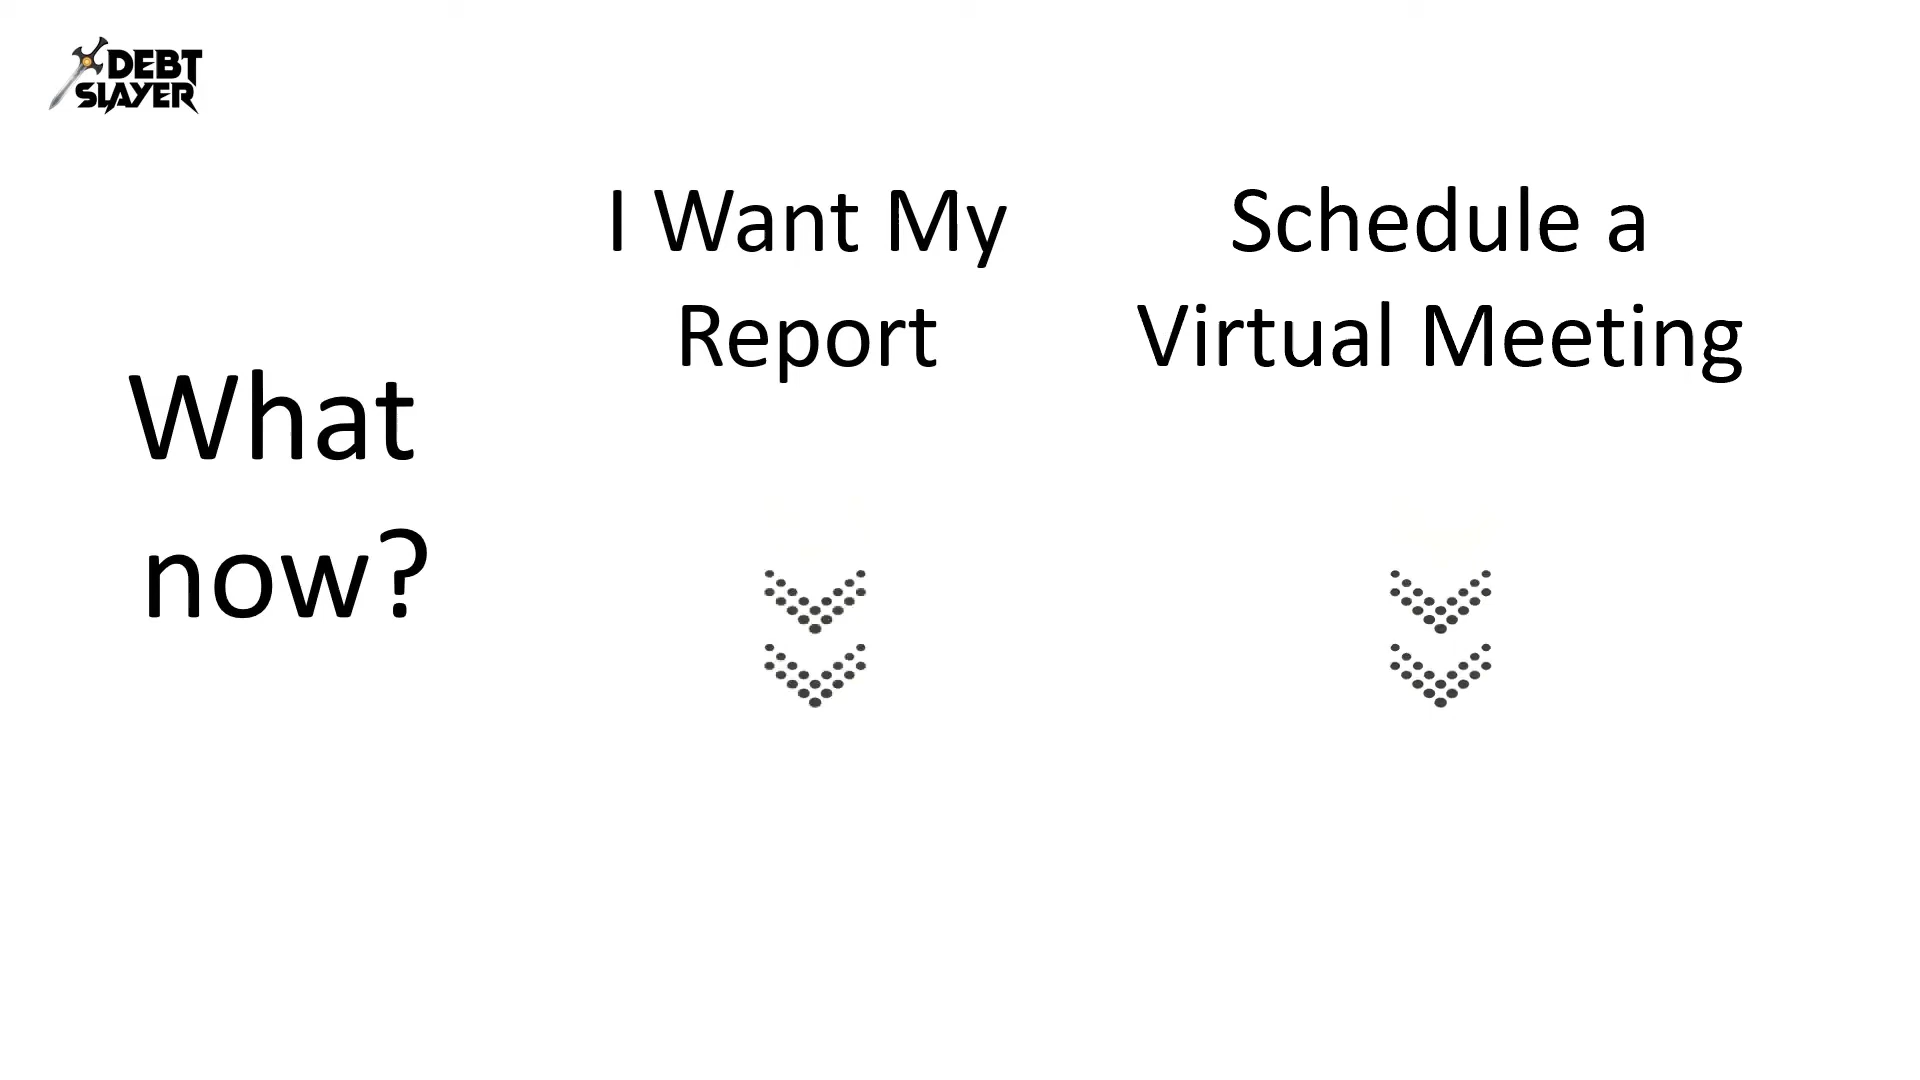 DEBT
SLAYER
I Want My
Report
Schedule a
Virtual Meeting
What
now?